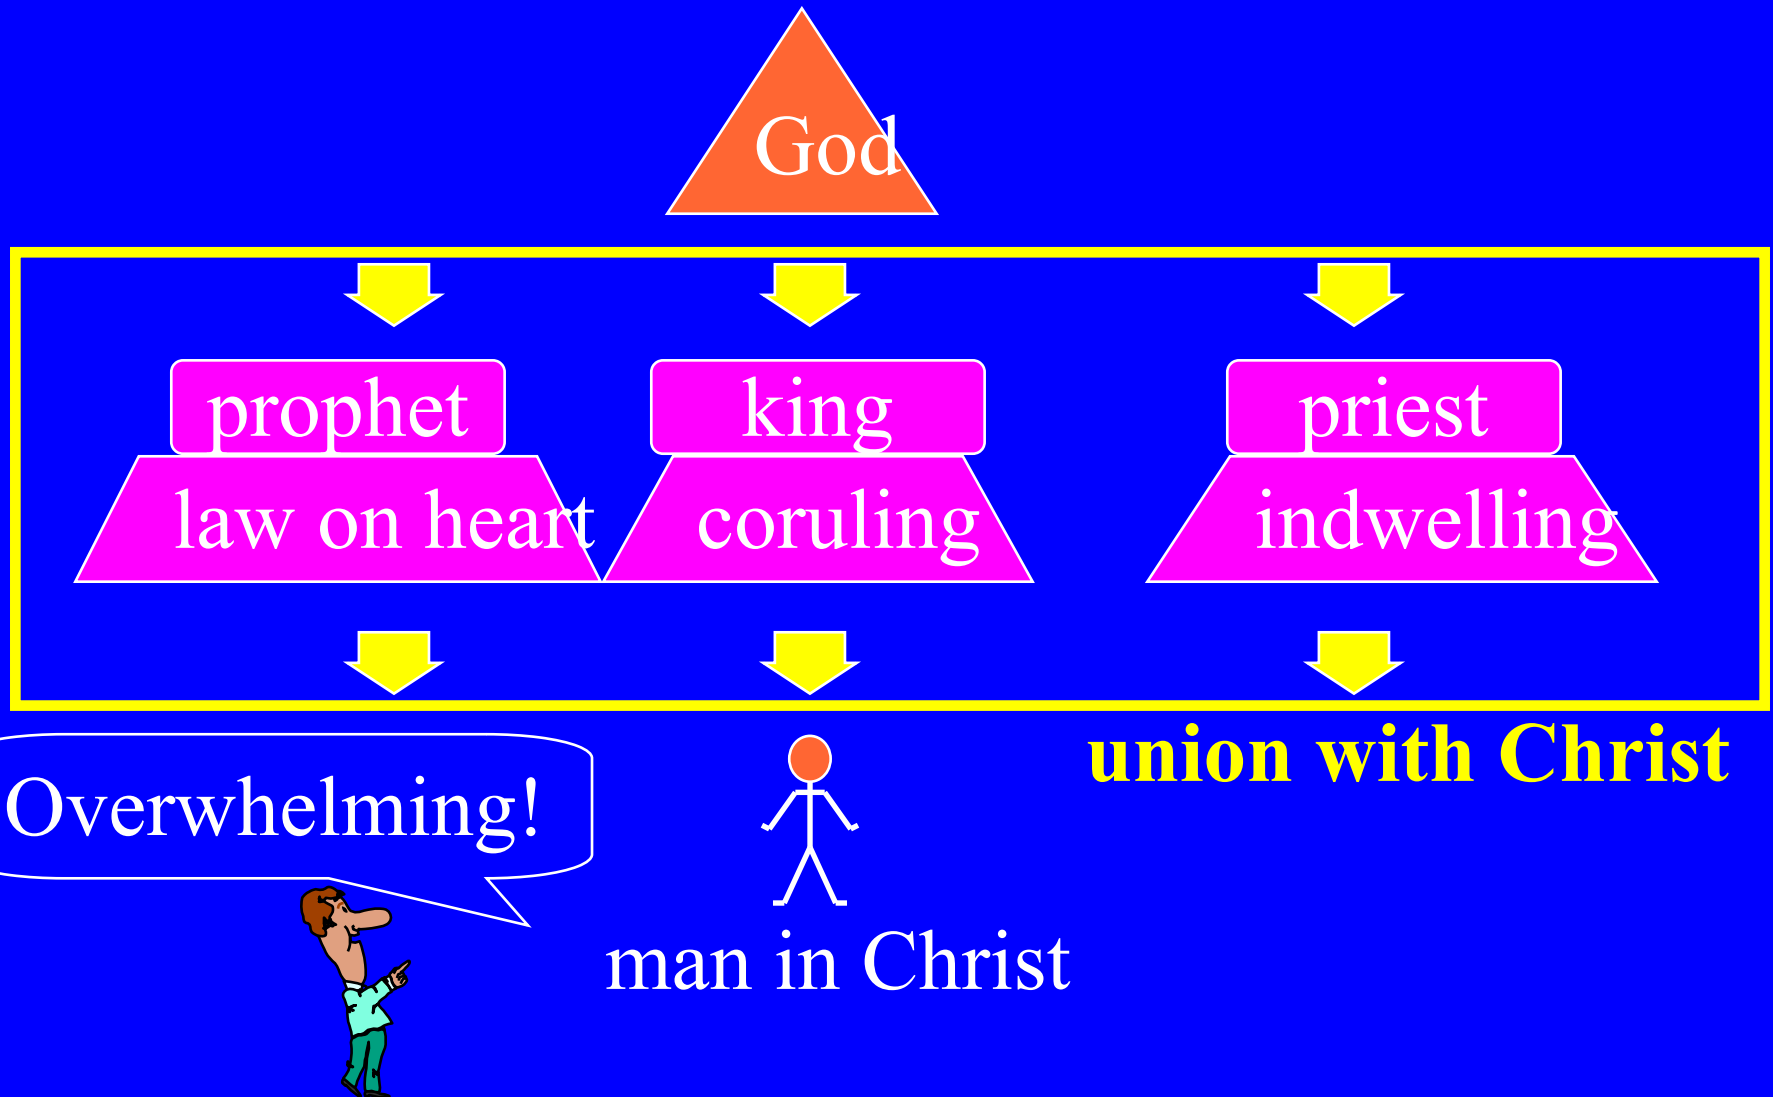 God
prophet
king
priest
law on heart
coruling
indwelling
union with Christ
Overwhelming!
man in Christ